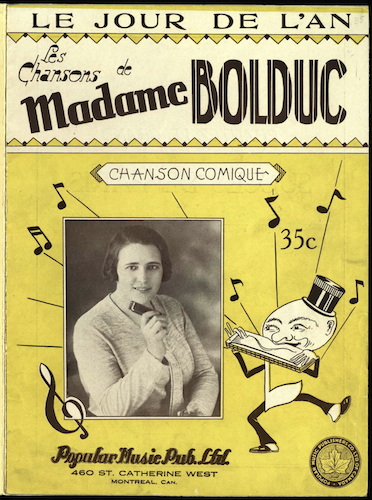 LE JOUR DE L'AN
Les
Chansons de
Madame BOLDUC
CHANSON COMIQUE
35c
Popular Music Pub. Ltd.
460 ST. CATHERINE WEST
MONTREAL, CAN.